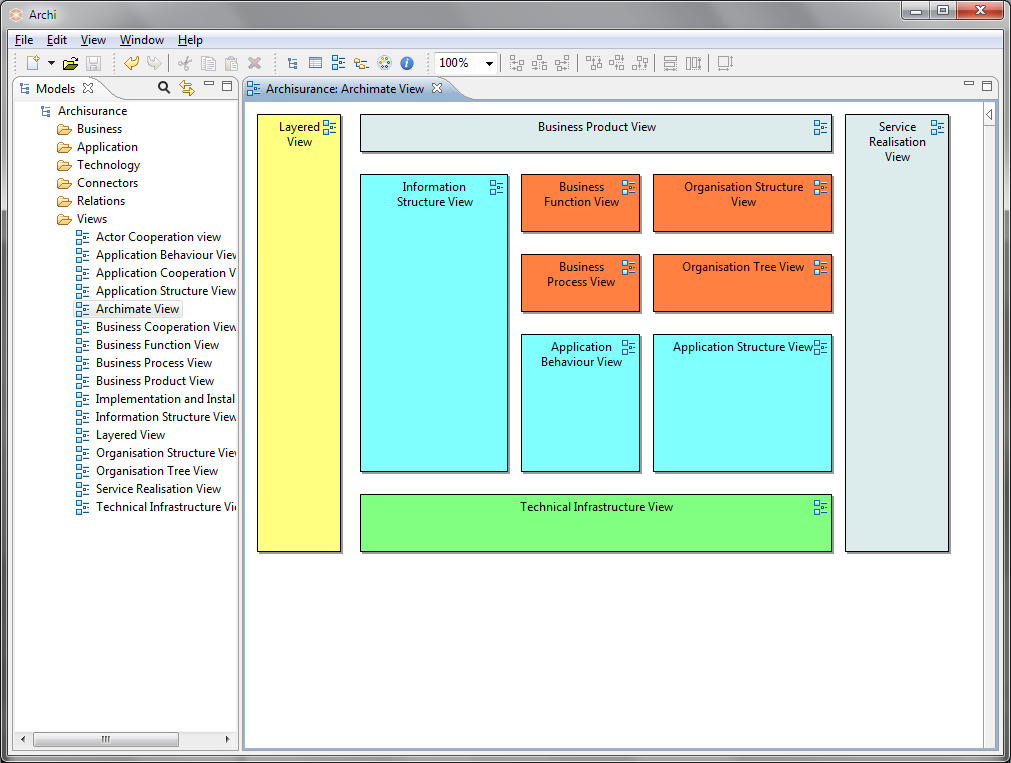 Archi
File Edit View Window Help
100%
Models
Archisurance
Business
Application
Technology
Connectors
Relations
Views
Actor Cooperation view
Application Behaviour View
Application Cooperation V
Application Structure View
Archimate View
Business Cooperation View
Business Function View
Business Process View
Business Product View
Implementation and Instal
Information Structure View
Layered View
Organisation Structure Vie
Organisation Tree View
Service Realisation View
Technical Infrastructure Vi
Archisurance: Archimate View
Layered
View
Business Product View
Service
Realisation
View
Information
Structure View
Business
Function View
Organisation Structure
View
Business
Process View
Organisation Tree View
Application
Behaviour View
Application Structure View
Technical Infrastructure View